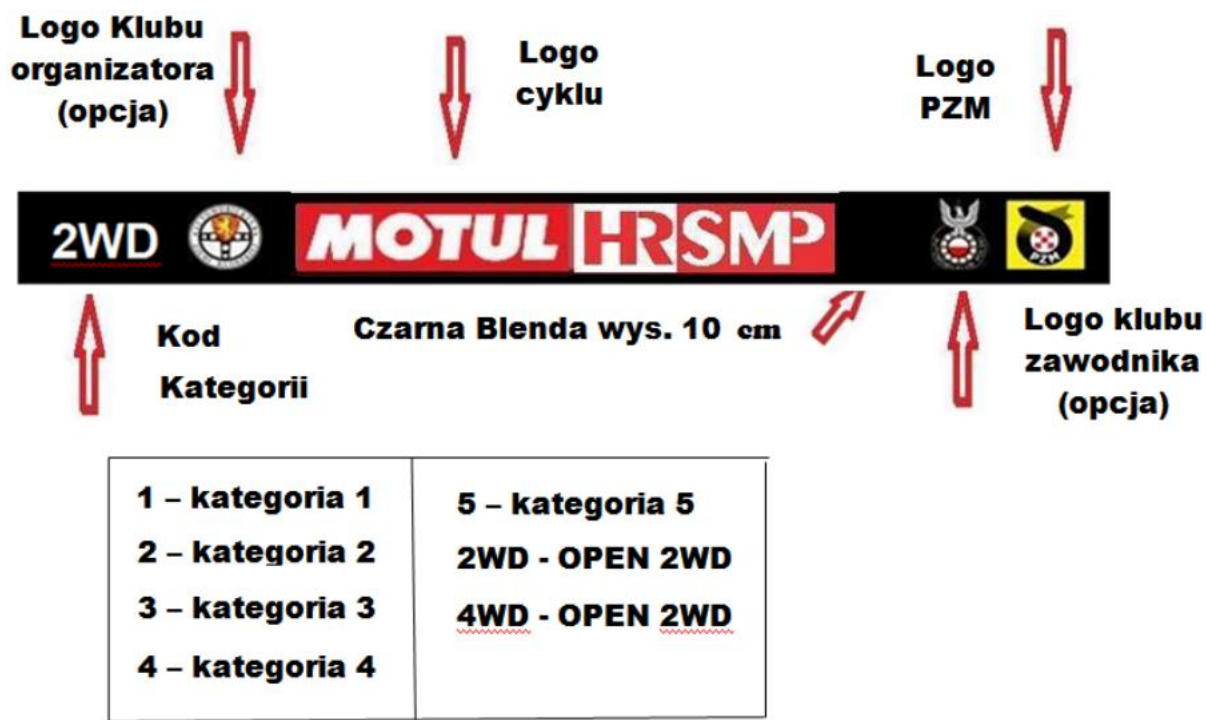 Logo Klubu
organizatora
(opcja)
Logo
cyklu
Logo
PZM
2WD
MOTUL HRSMP
PZM
Kod
Kategorii
Czarna Blenda wys. 10 cm
Logo klubu
zawodnika
(opcja)
1 – kategoria 1
2 – kategoria 2
3 – kategoria 3
4 – kategoria 4
5 – kategoria 5
2WD - OPEN 2WD
4WD - OPEN 2WD